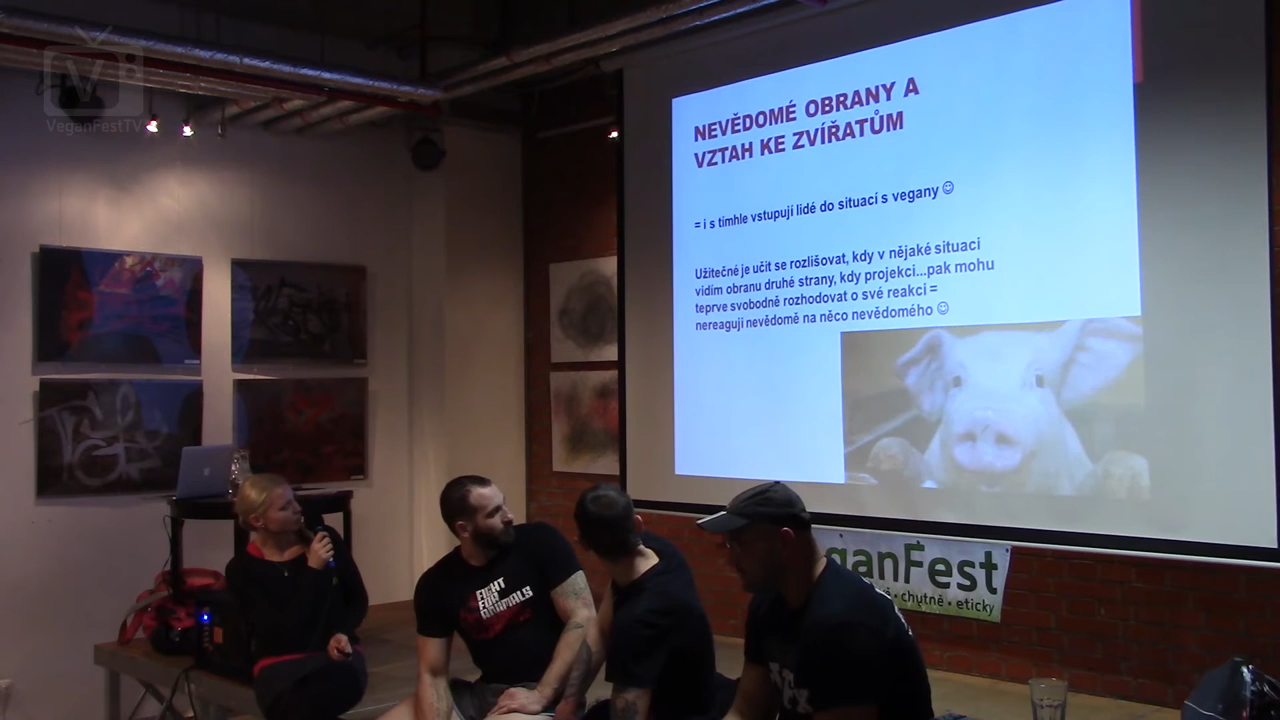 VeganFestTV
NEVĚDOMÉ OBRANY A
VZTAH KE ZVÍŘATŮM
= i s tímhle vstupují lidé do situací s vegany ☺
Užitečné je učit se rozlišovat, kdy v nějaké situaci
vidím obranu druhé strany, kdy projekci...pak mohu
teprve svobodně rozhodovat o své reakci =
nereaguji nevědomě na něco nevědomého ☺
FIGHT
FOR
ANIMALS
ganFest
• chutně • eticky